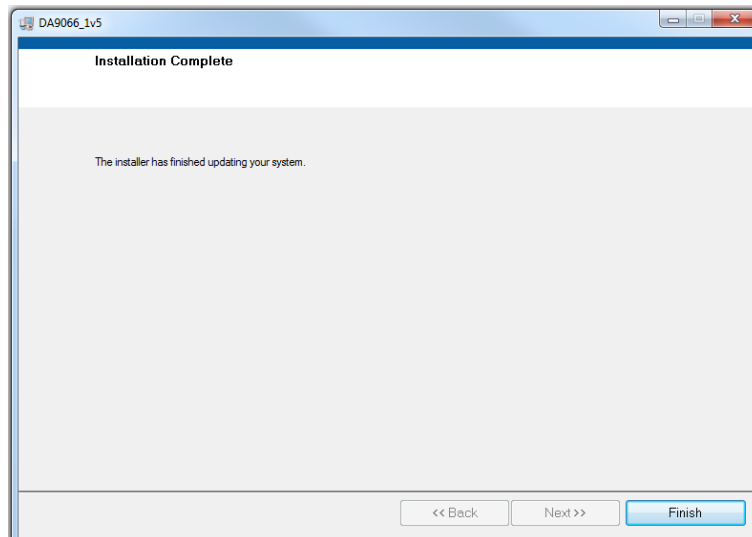 DA9066_1v5
Installation Complete
The installer has finished updating your system.
<< Back Next >> Finish